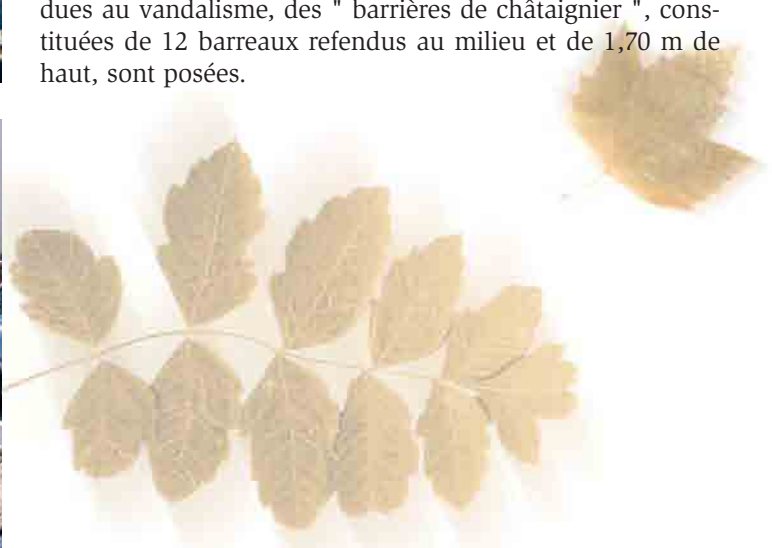 dues au vandalisme, des " barrières de châtaignier ", cons-
tituées de 12 barreaux refendus au milieu et de 1,70 m de
haut, sont posées.